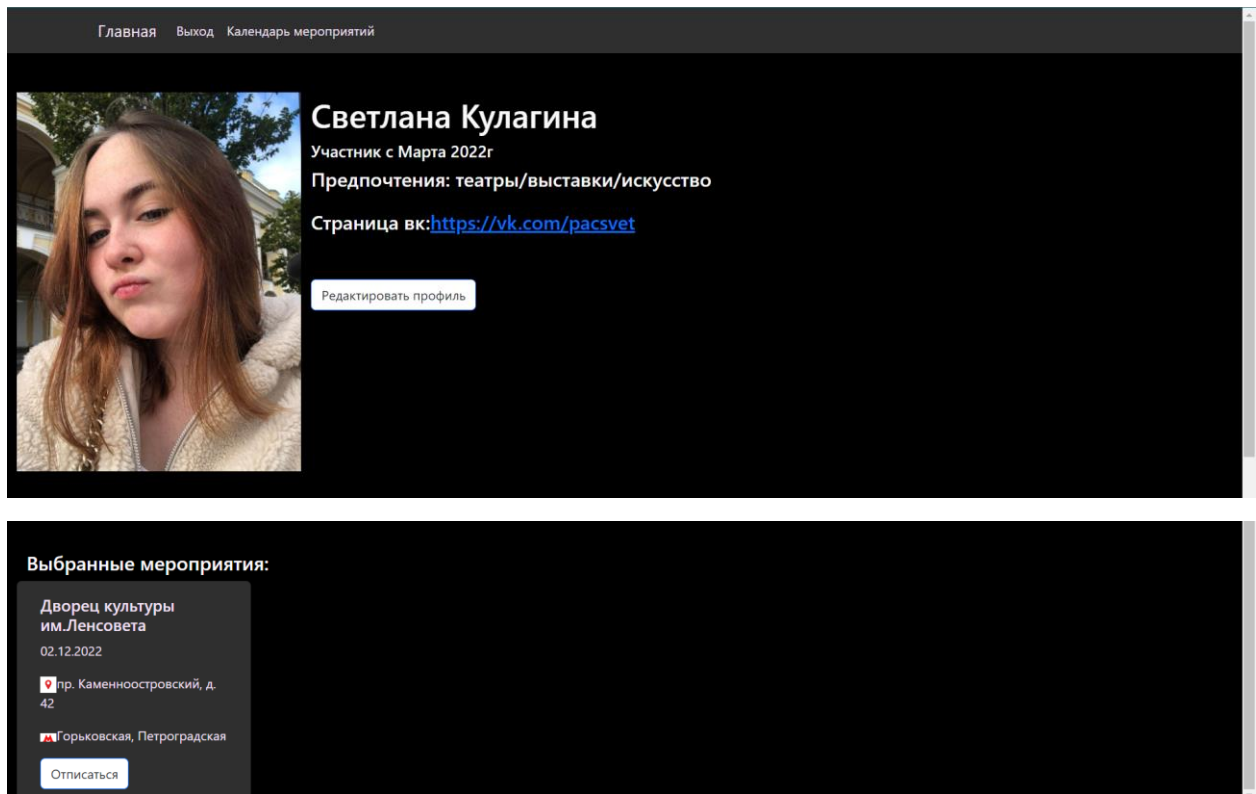 Главная Выход Календарь мероприятий
Светлана Кулагина
Участник с Марта 2022г
Предпочтения: театры/выставки/искусство
Страница вк:https://vk.com/pacsvet
Редактировать профиль
Выбранные мероприятия:
Дворец культуры
им.Ленсовета
02.12.2022
пр. Каменноостровский, д.
42
Горьковская, Петроградская
Отписаться